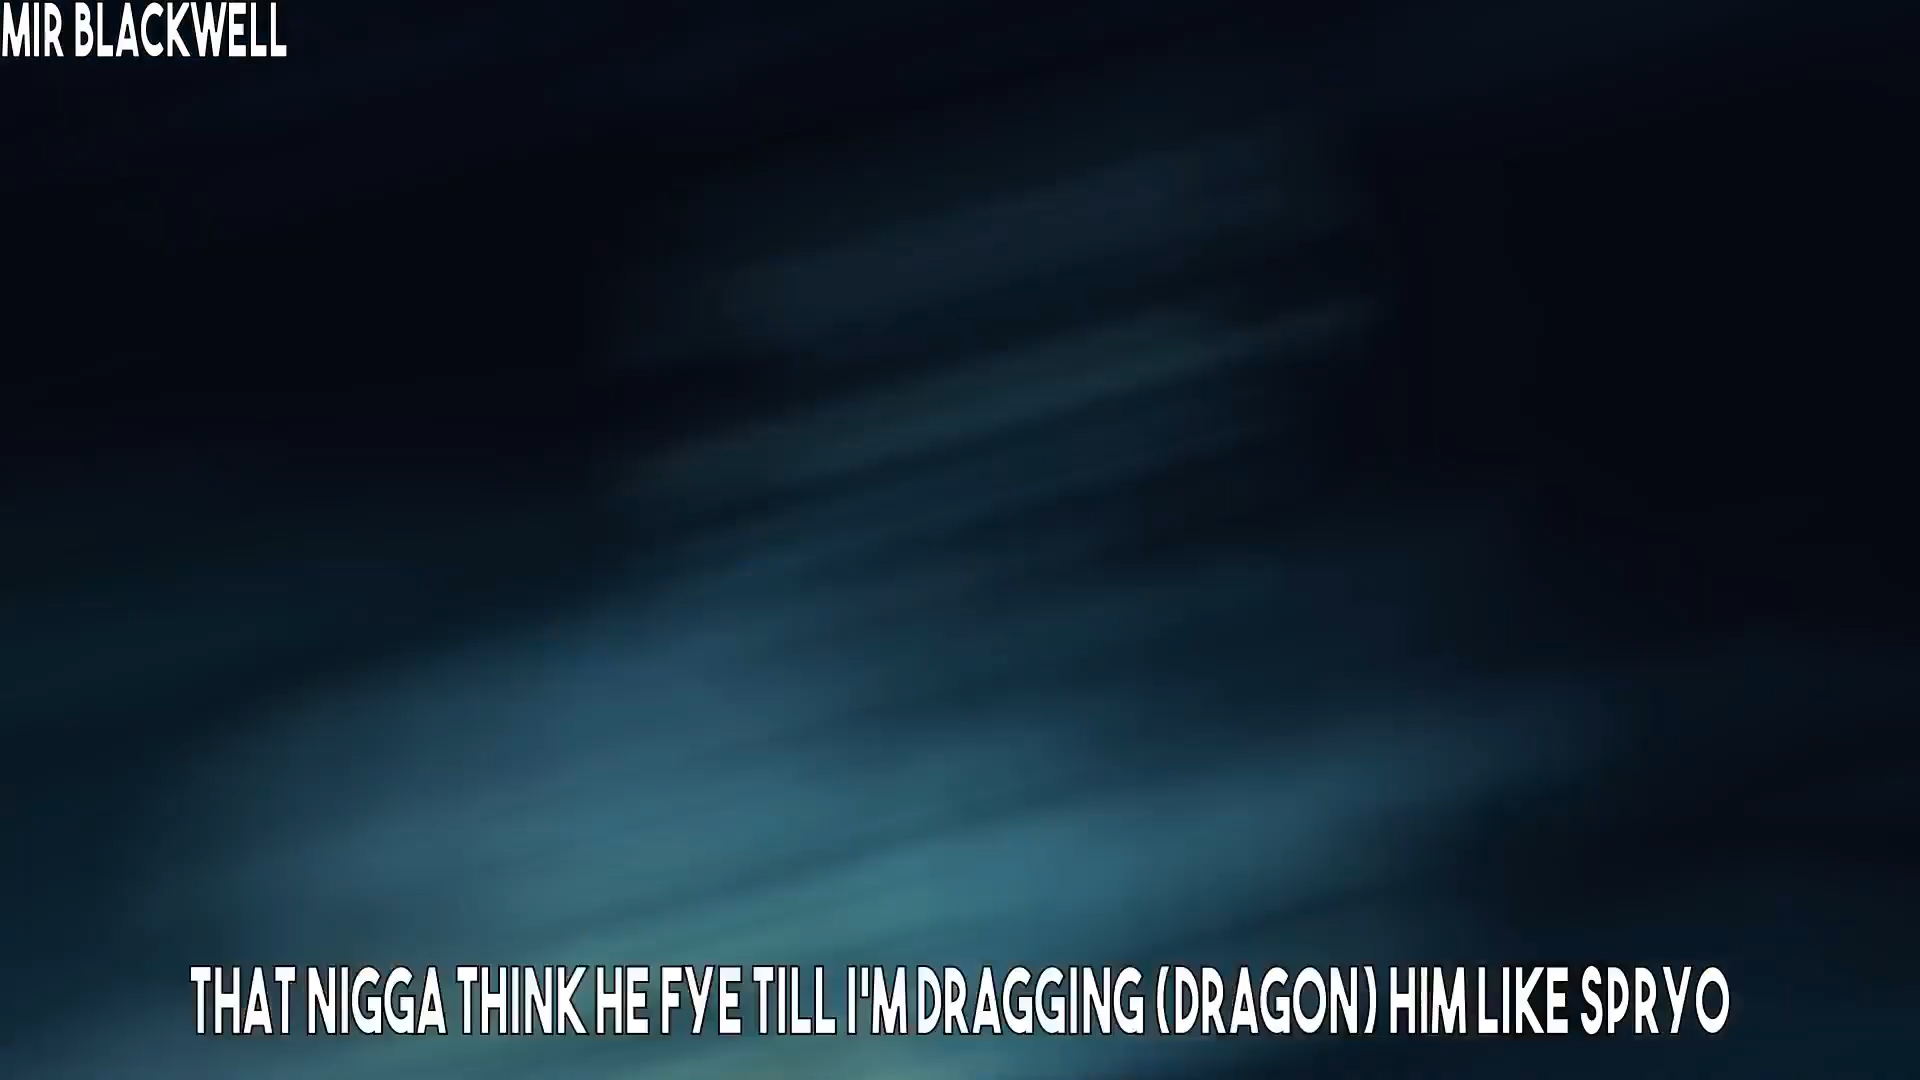 MIR BLACKWELL
THAT NIGGA THINK HE FYE TILL I'M DRAGGING (DRAGON) HIM LIKE SPRYO